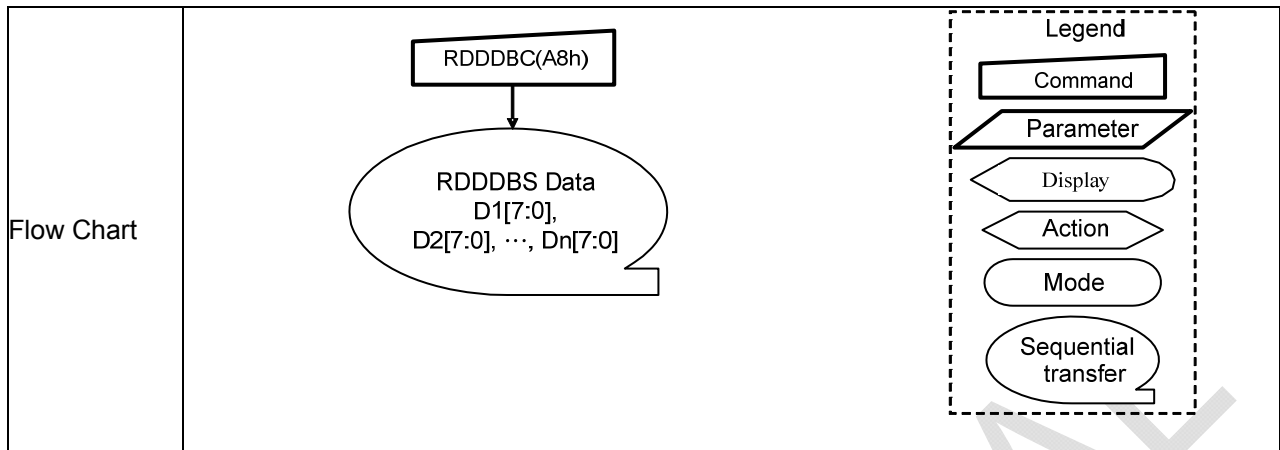 Flow Chart
RDDDBC(A8h)
RDDDBS Data
D1[7:0],
D2[7:0], ···, Dn[7:0]
Legend
Command
Parameter
Display
Action
Mode
Sequential
transfer